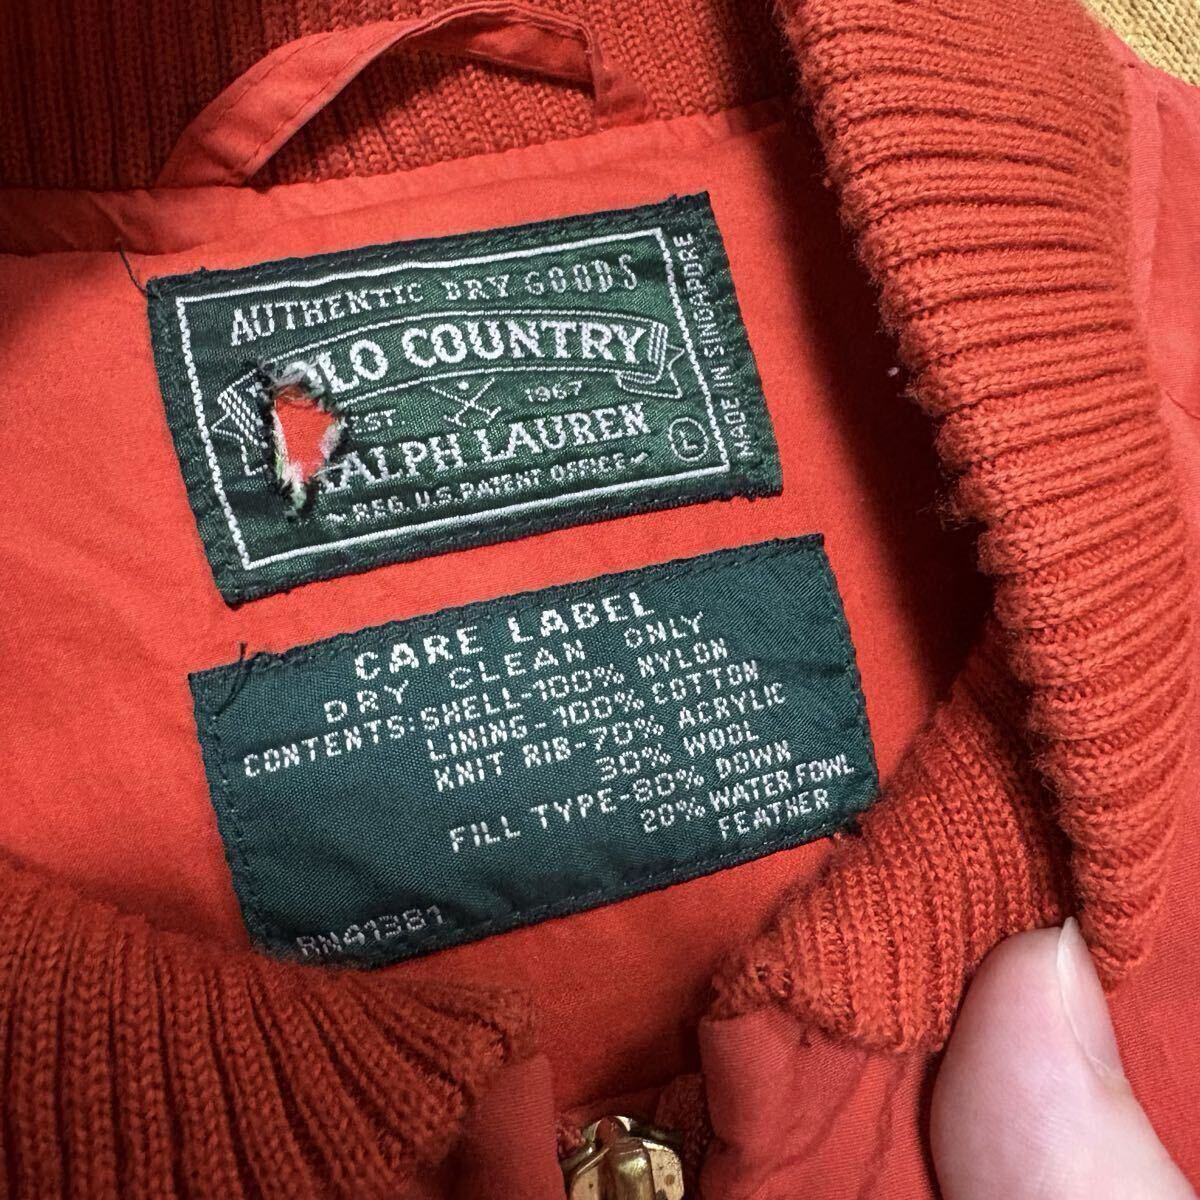 AUTHENTIC DRY GOODS
OLO COUNTRY
EST 1967
RALPH LAUREN
REG. U.S. PATENT OFFICE
L
MADE IN SINGAPORE
CARE LABEL
DRY CLEAN ONLY
CONTENTS: SHELL-100% NYLON
LINING-100% COTTON
KNIT RIB-70% ACRYLIC
30% WOOL
FILL TYPE-80% DOWN
20% WATER FOWL
FEATHER
RN41381